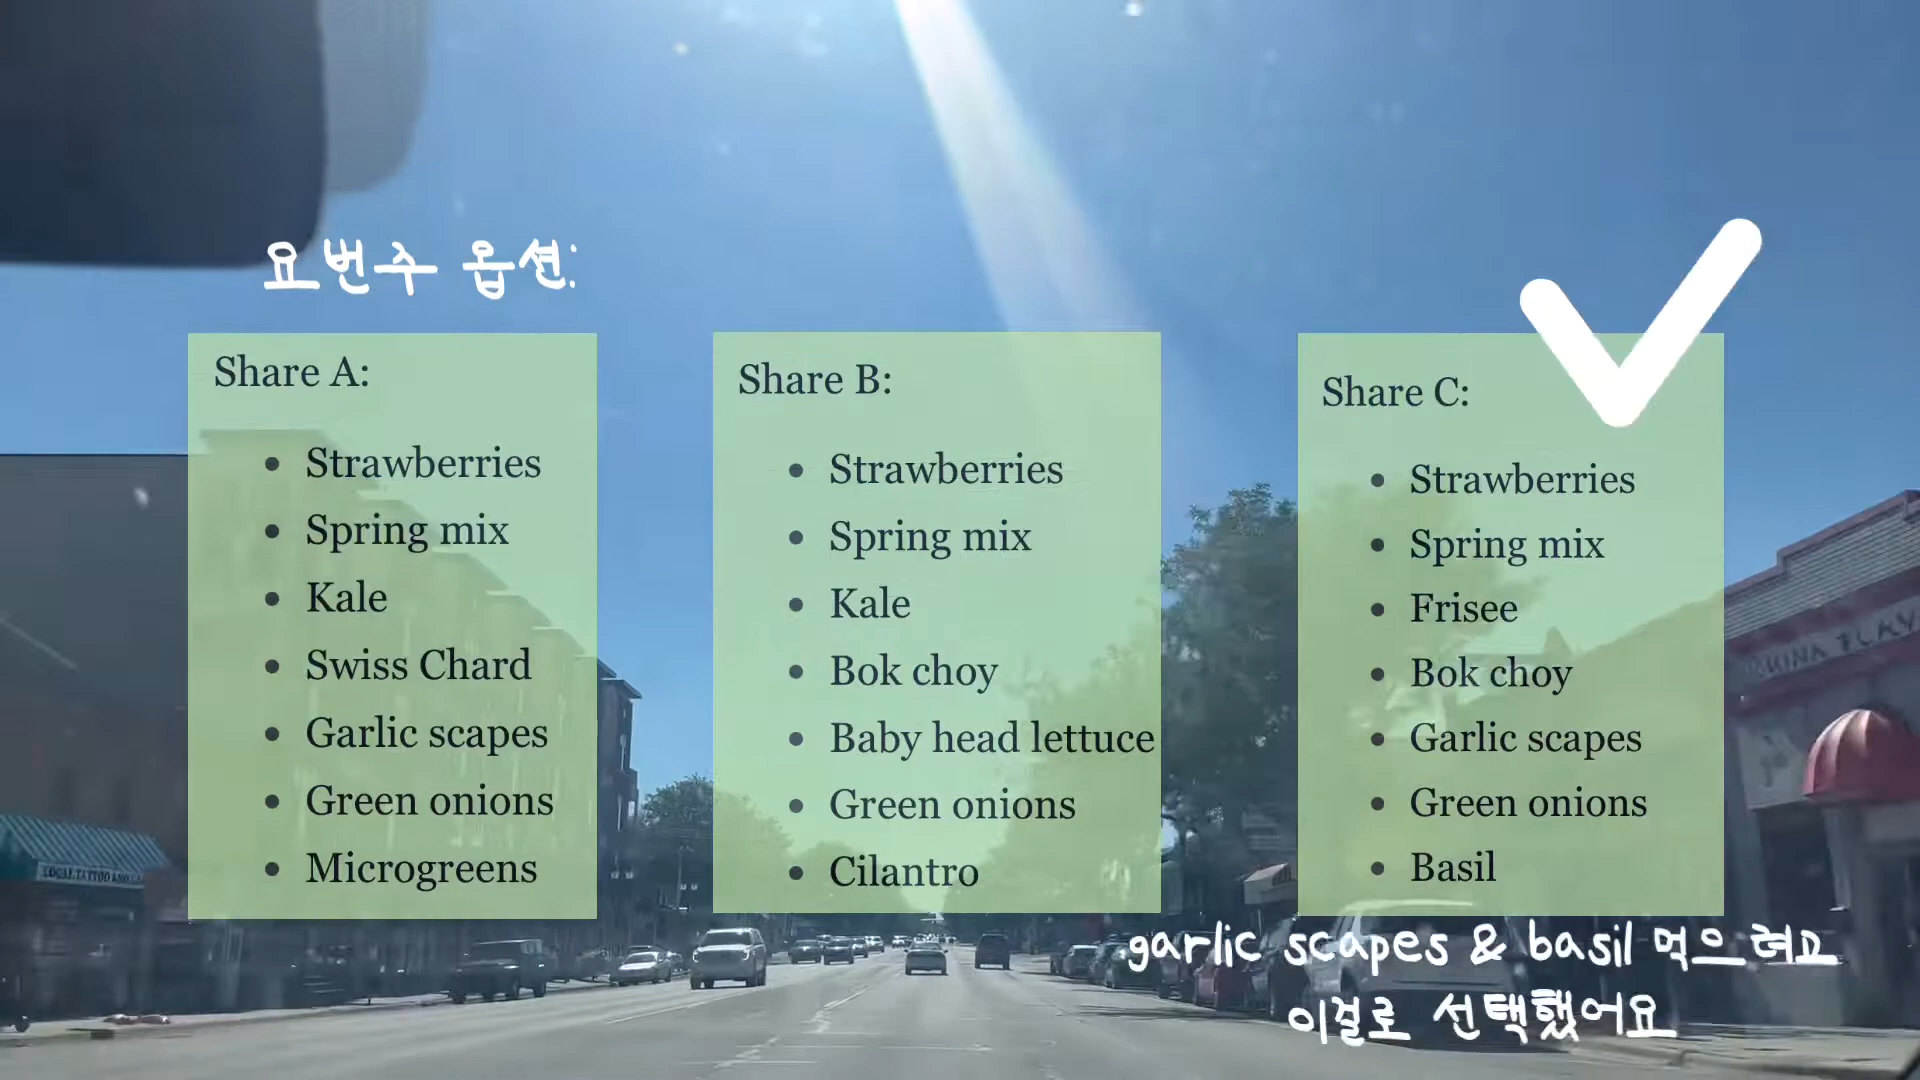 요번주 옵션:
Share A:
• Strawberries
• Spring mix
• Kale
• Swiss Chard
• Garlic scapes
• Green onions
• Microgreens
Share B:
• Strawberries
• Spring mix
• Kale
• Bok choy
• Baby head lettuce
• Green onions
• Cilantro
Share C:
• Strawberries
• Spring mix
• Frisee
• Bok choy
• Garlic scapes
• Green onions
• Basil
garlic scapes & basil 먹으려고
이걸로 선택했어요
LOCAL TATTOO